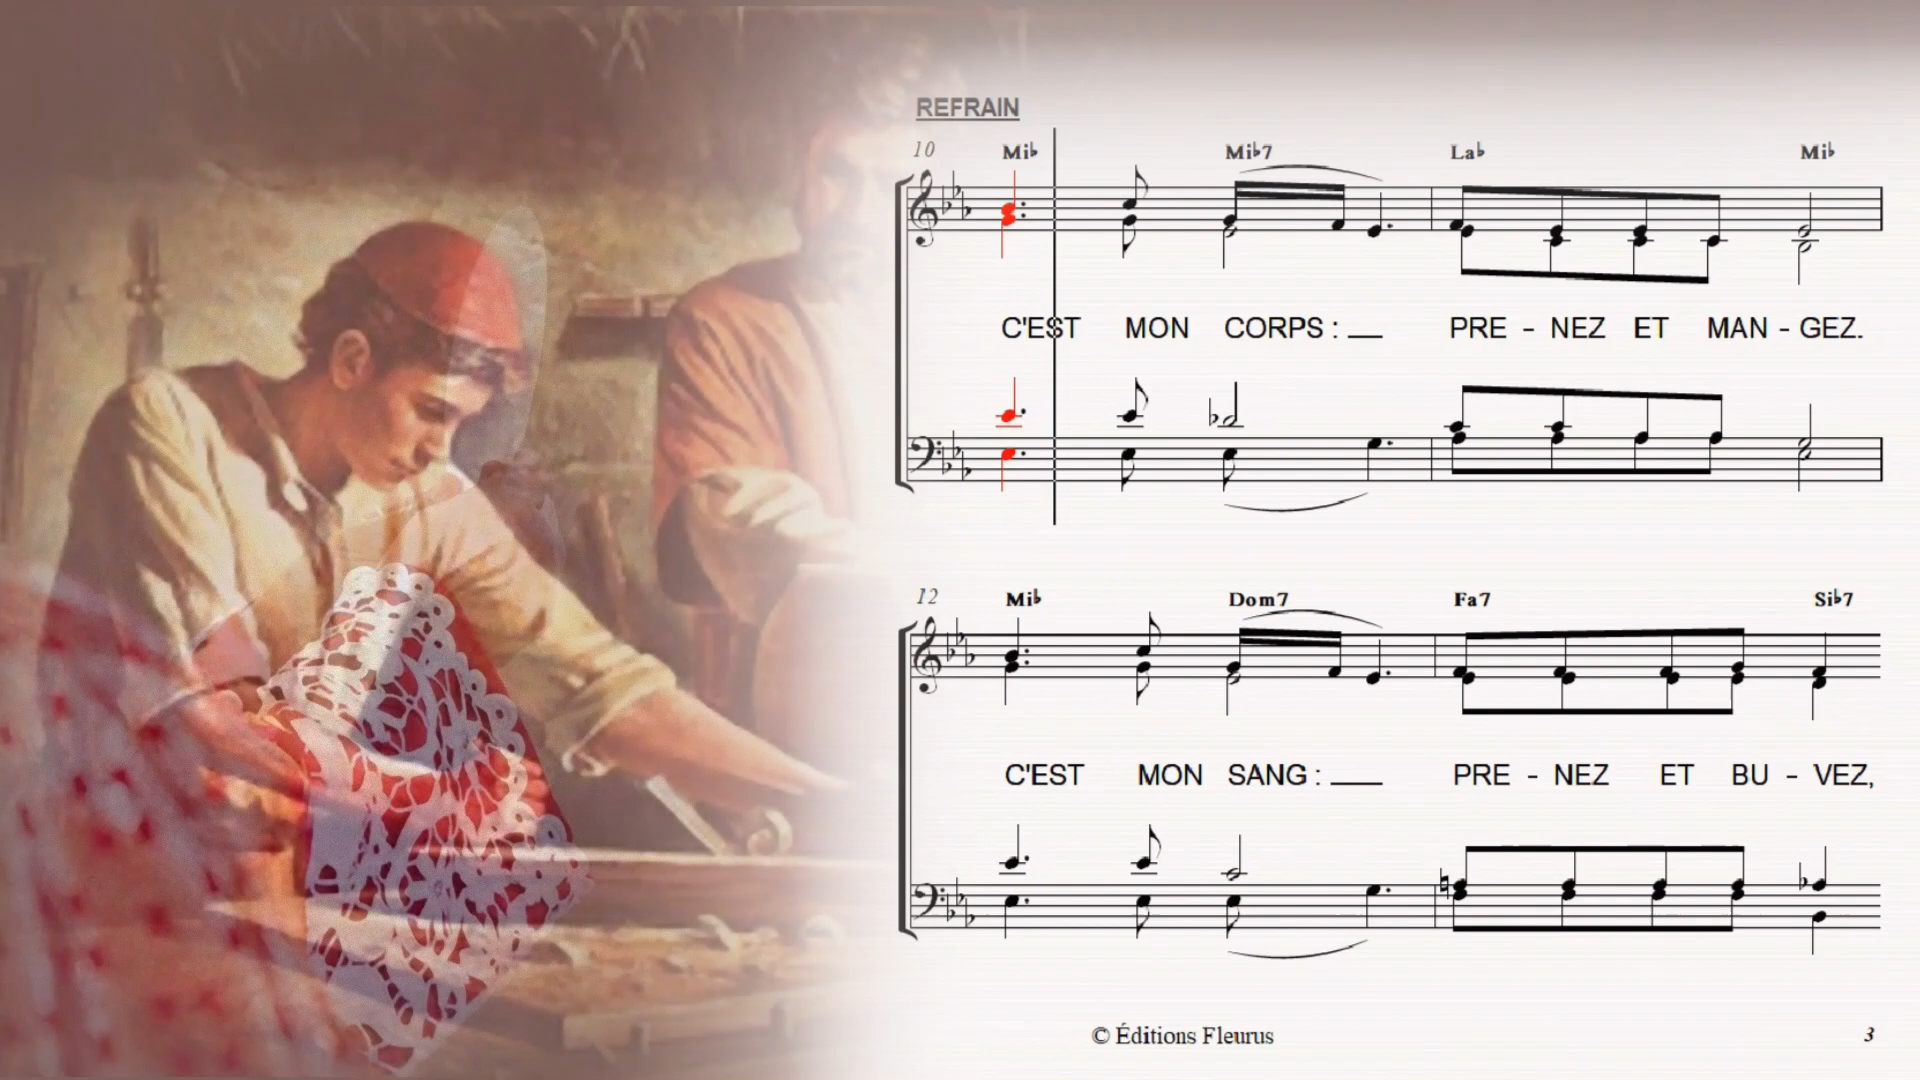 REFRAIN
10 Mi♭ Mi♭7 La♭ Mi♭
C'EST MON CORPS : PRE - NEZ ET MAN - GEZ.
12 Mi♭ Dom7 Fa7 Si♭7
C'EST MON SANG : PRE - NEZ ET BU - VEZ,
© Éditions Fleurus 3